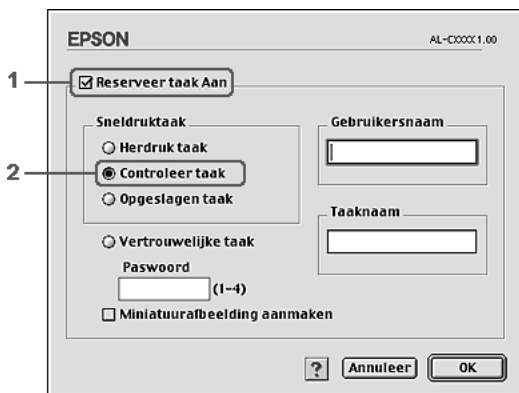 EPSON
AL-CXXXX 1.00
1
Reserveer taak Aan
Sneldruktaak
Herdruk taak
2
Controleer taak
Opgeslagen taak
Gebruikersnaam
Taaknaam
Vertrouwelijke taak
Paswoord
(1-4)
Miniatuurafbeelding aanmaken
?
Annuleer
OK